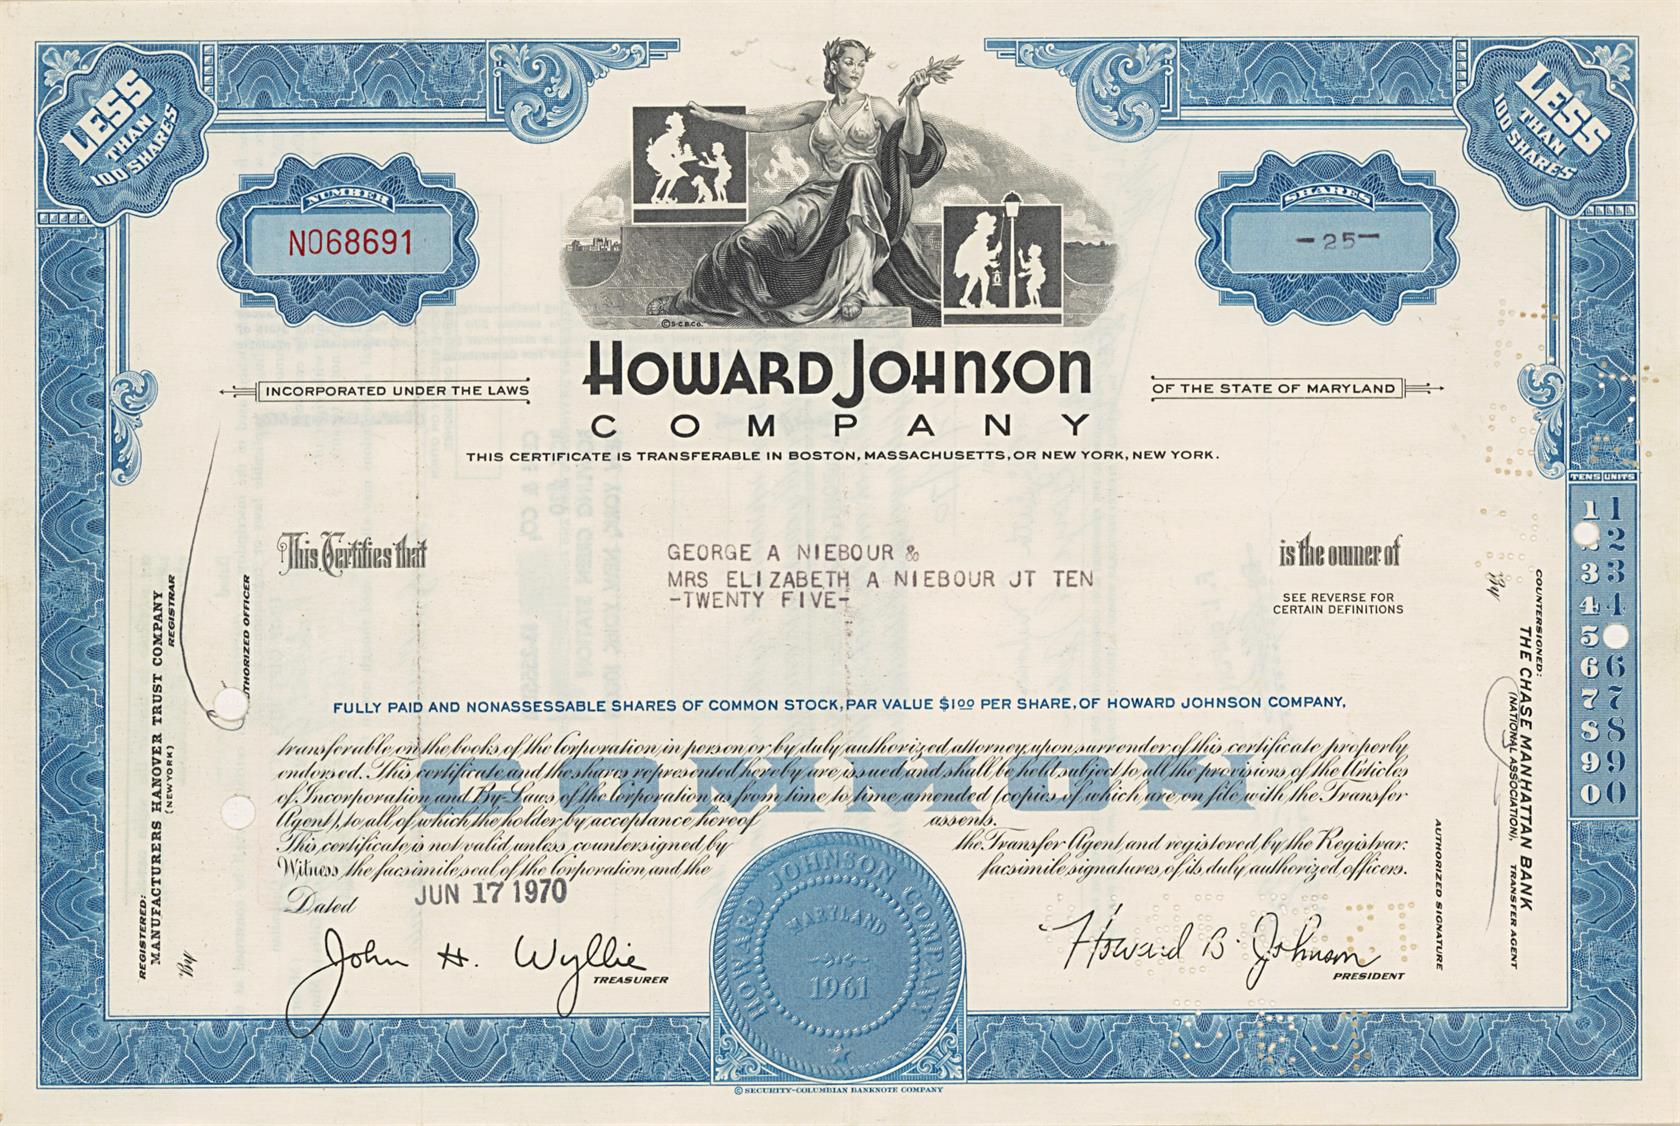 LESS
THAN
100 SHARES
LESS
THAN
100 SHARES
NUMBER
NO68691
SHARES
-25-
© S-C.B.CO.
HOWARD JOHNSON
COMPANY
INCORPORATED UNDER THE LAWS
OF THE STATE OF MARYLAND
THIS CERTIFICATE IS TRANSFERABLE IN BOSTON, MASSACHUSETTS, OR NEW YORK, NEW YORK.
This Certifies that
GEORGE A NIEBOUR &
MRS ELIZABETH A NIEBOUR JT TEN
-TWENTY FIVE-
is the owner of
SEE REVERSE FOR
CERTAIN DEFINITIONS
TENS UNITS
1 1
2
3 3
4 4
5
6 6
7 7
8 8
9 9
0 0
FULLY PAID AND NONASSESSABLE SHARES OF COMMON STOCK, PAR VALUE $1.00 PER SHARE, OF HOWARD JOHNSON COMPANY,
COMMON
transferable on the books of the Corporation in person or by duly authorized attorney upon surrender of this certificate properly
endorsed. This certificate and the shares represented hereby are issued and shall be held subject to all the provisions of the Articles
of Incorporation and By-Laws of the Corporation as from time to time amended (copies of which are on file with the Transfer
Agent), to all of which the holder by acceptance hereof assents.
This certificate is not valid unless countersigned by the Transfer Agent and registered by the Registrar.
Witness the facsimile seal of the Corporation and the facsimile signatures of its duly authorized officers.
Dated JUN 17 1970
John H. Wyllie
TREASURER
HOWARD JOHNSON COMPANY
MARYLAND
1961
Howard B. Johnson
PRESIDENT
REGISTERED:
MANUFACTURERS HANOVER TRUST COMPANY
(NEW YORK)
REGISTRAR
By
AUTHORIZED OFFICER
COUNTERSIGNED:
THE CHASE MANHATTAN BANK
(NATIONAL ASSOCIATION),
TRANSFER AGENT
By
AUTHORIZED SIGNATURE
© SECURITY-COLUMBIAN BANKNOTE COMPANY